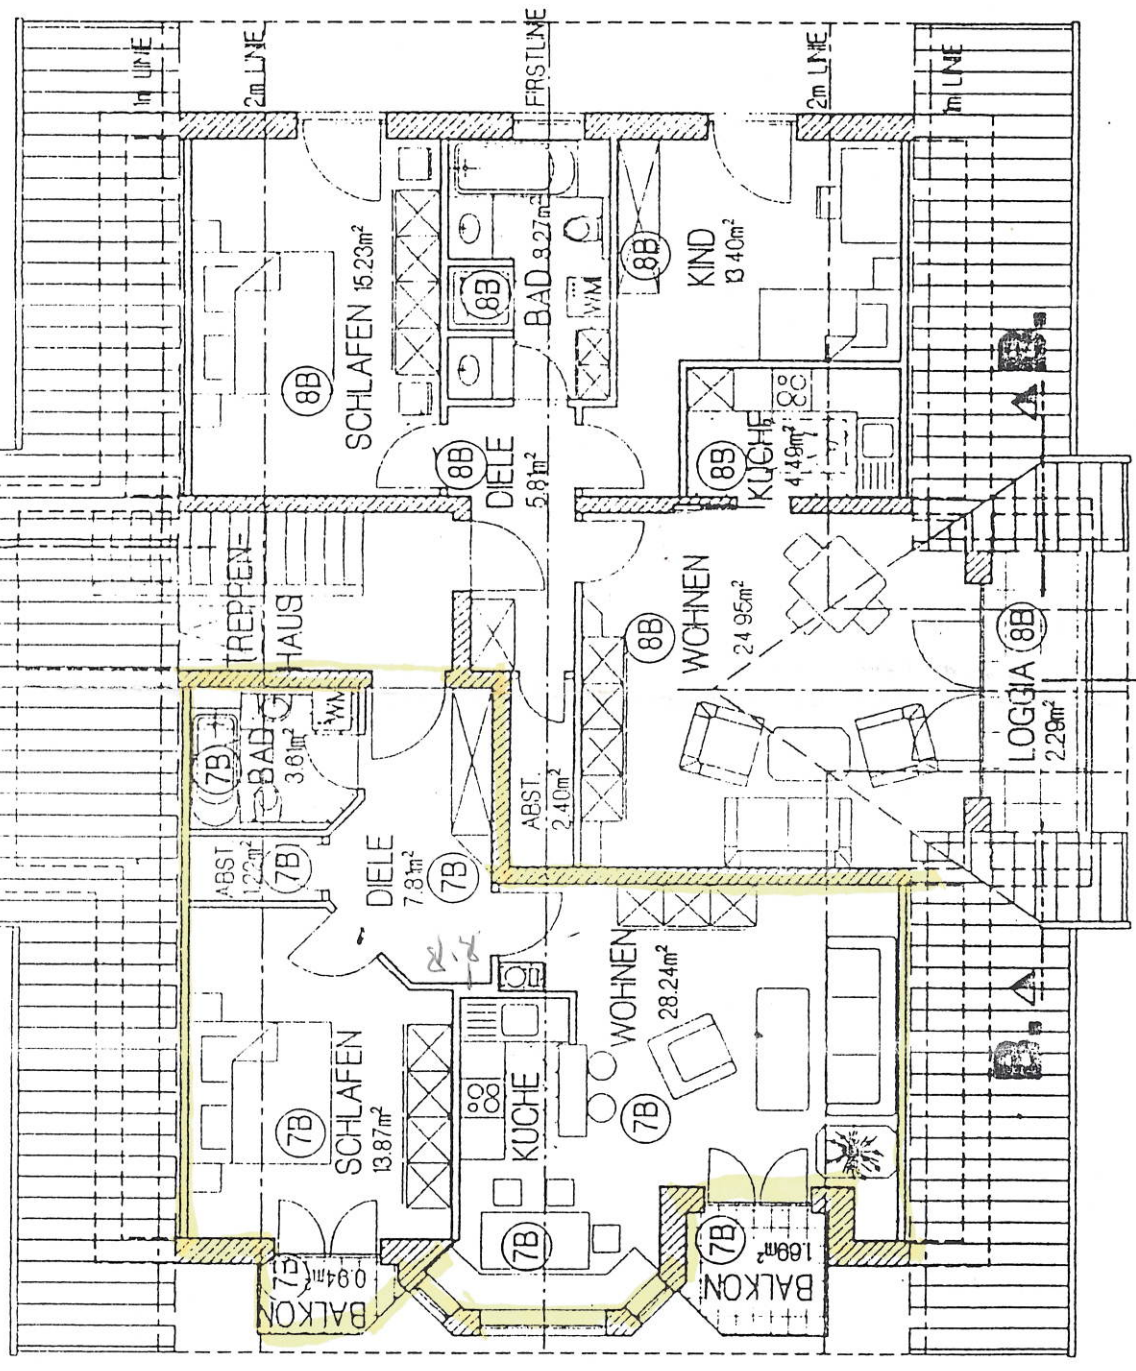 1m LINIE
2m LINIE
FIRSTLINIE
2m LINIE
1m LINIE
8B
SCHLAFEN 15.23m²
8B
BAD 8.27m²
WM
8B
KIND
13.40m²
8B
DIELE
5.81m²
8B
KÜCHE
4.49m²
B
TREPPEN-
HAUS
8B
WOHNEN
24.95m²
LOGGIA 8B
2.29m²
7B
BAD
3.61m²
WM
ABST.
2.40m²
ABST.
1.22m²
7B
DIELE
7.81m²
7B
7B
SCHLAFEN
13.87m²
KÜCHE
7B
WOHNEN
28.24m²
7B
B
7B
BALKON
0.94m²
7B
BALKON
1.69m²